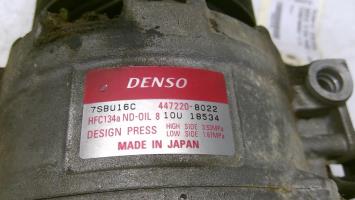 DENSO
7SBU16C 447220-8022
HFC134a ND-OIL 8 10U 18534
DESIGN PRESS HIGH SIDE 3.53MPa
LOW SIDE 1.67MPa
MADE IN JAPAN